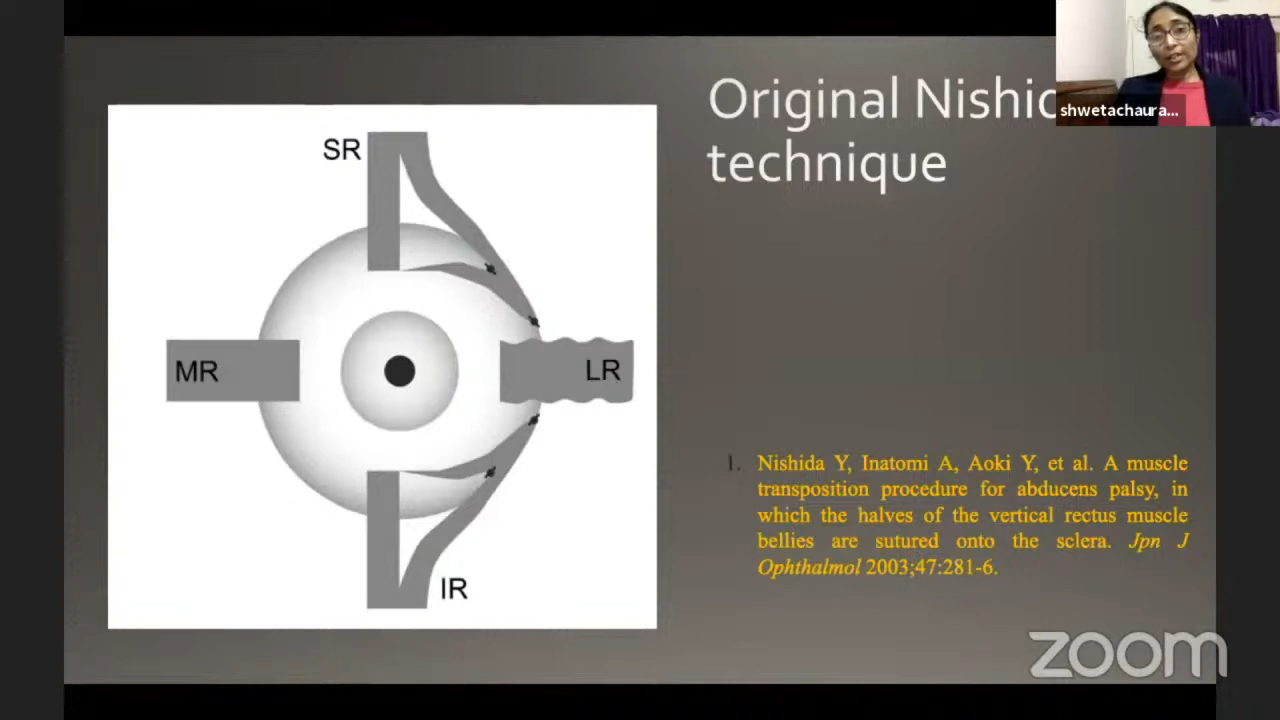 Original Nishid
technique
shwetachaura...
SR
MR
LR
IR
1. Nishida Y, Inatomi A, Aoki Y, et al. A muscle
transposition procedure for abducens palsy, in
which the halves of the vertical rectus muscle
bellies are sutured onto the sclera. Jpn J
Ophthalmol 2003;47:281-6.
zoom